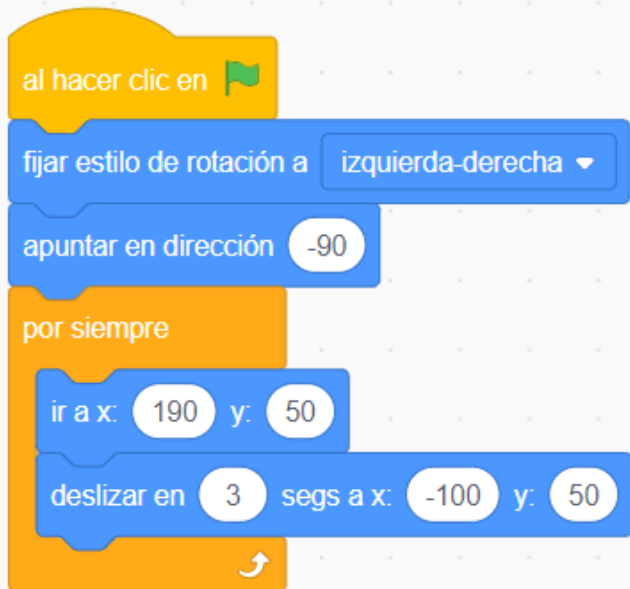 al hacer clic en
fijar estilo de rotación a izquierda-derecha
apuntar en dirección -90
por siempre
ir a x: 190 y: 50
deslizar en 3 segs a x: -100 y: 50